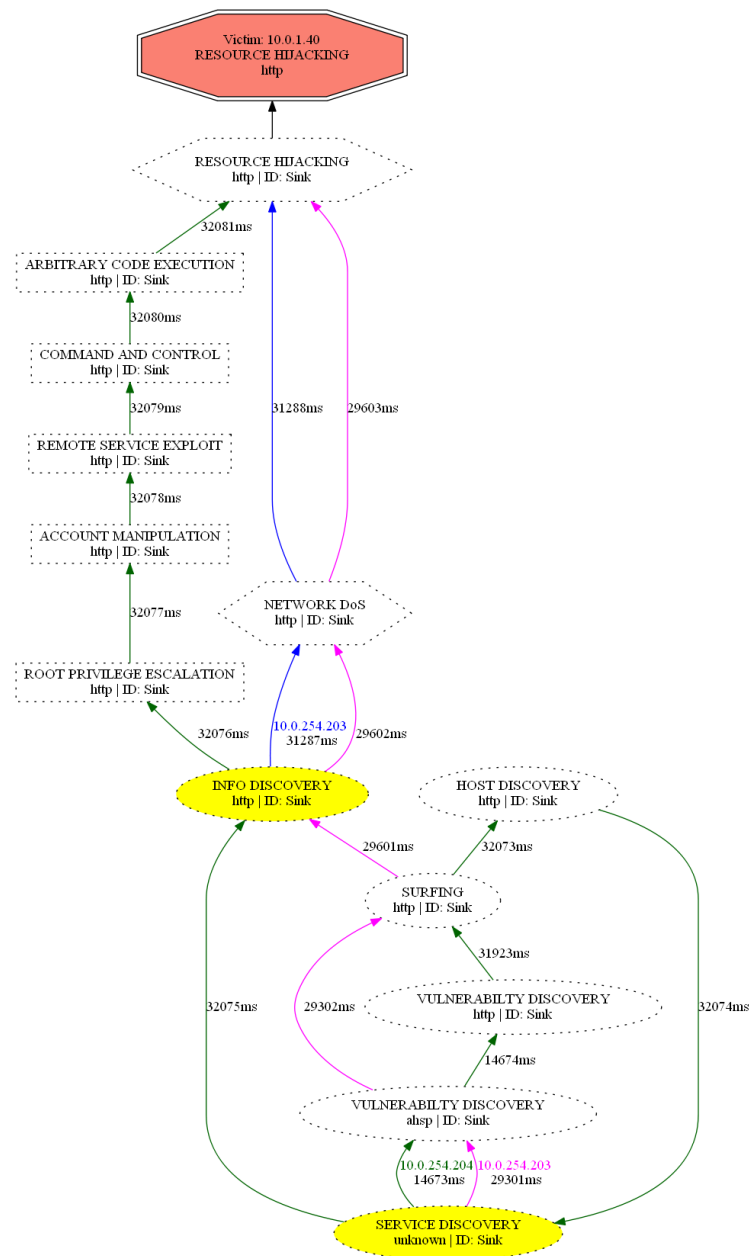 Victim: 10.0.1.40
RESOURCE HIJACKING
http
RESOURCE HIJACKING
http | ID: Sink
32081ms
ARBITRARY CODE EXECUTION
http | ID: Sink
32080ms
COMMAND AND CONTROL
http | ID: Sink
31288ms
29603ms
32079ms
REMOTE SERVICE EXPLOIT
http | ID: Sink
32078ms
ACCOUNT MANIPULATION
http | ID: Sink
32077ms
NETWORK DoS
http | ID: Sink
ROOT PRIVILEGE ESCALATION
http | ID: Sink
32076ms
10.0.254.203
31287ms
29602ms
INFO DISCOVERY
http | ID: Sink
HOST DISCOVERY
http | ID: Sink
29601ms
32073ms
SURFING
http | ID: Sink
31923ms
32075ms
29302ms
VULNERABILTY DISCOVERY
http | ID: Sink
32074ms
14674ms
VULNERABILTY DISCOVERY
ahsp | ID: Sink
10.0.254.204
14673ms
10.0.254.203
29301ms
SERVICE DISCOVERY
unknown | ID: Sink